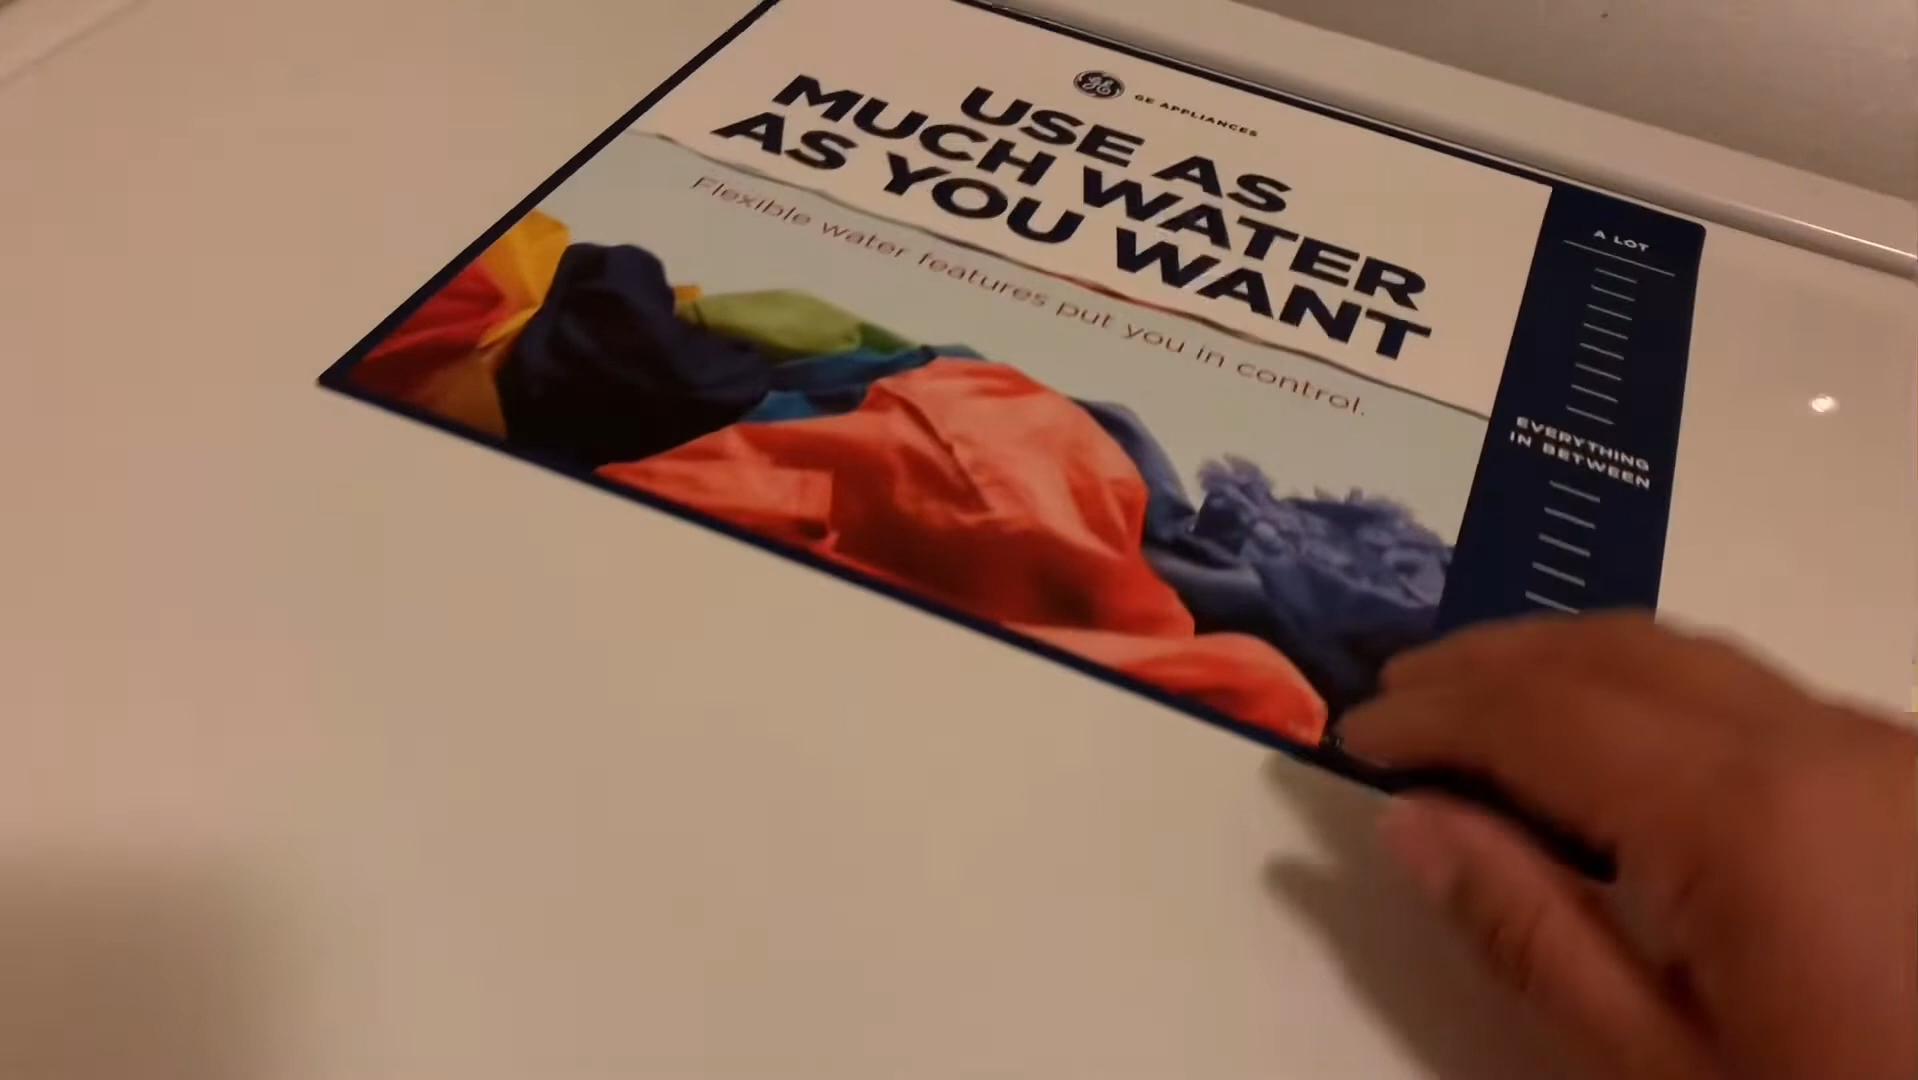 GE APPLIANCES
USE AS
MUCH WATER
AS YOU WANT
Flexible water features put you in control.
A LOT
EVERYTHING
IN BETWEEN